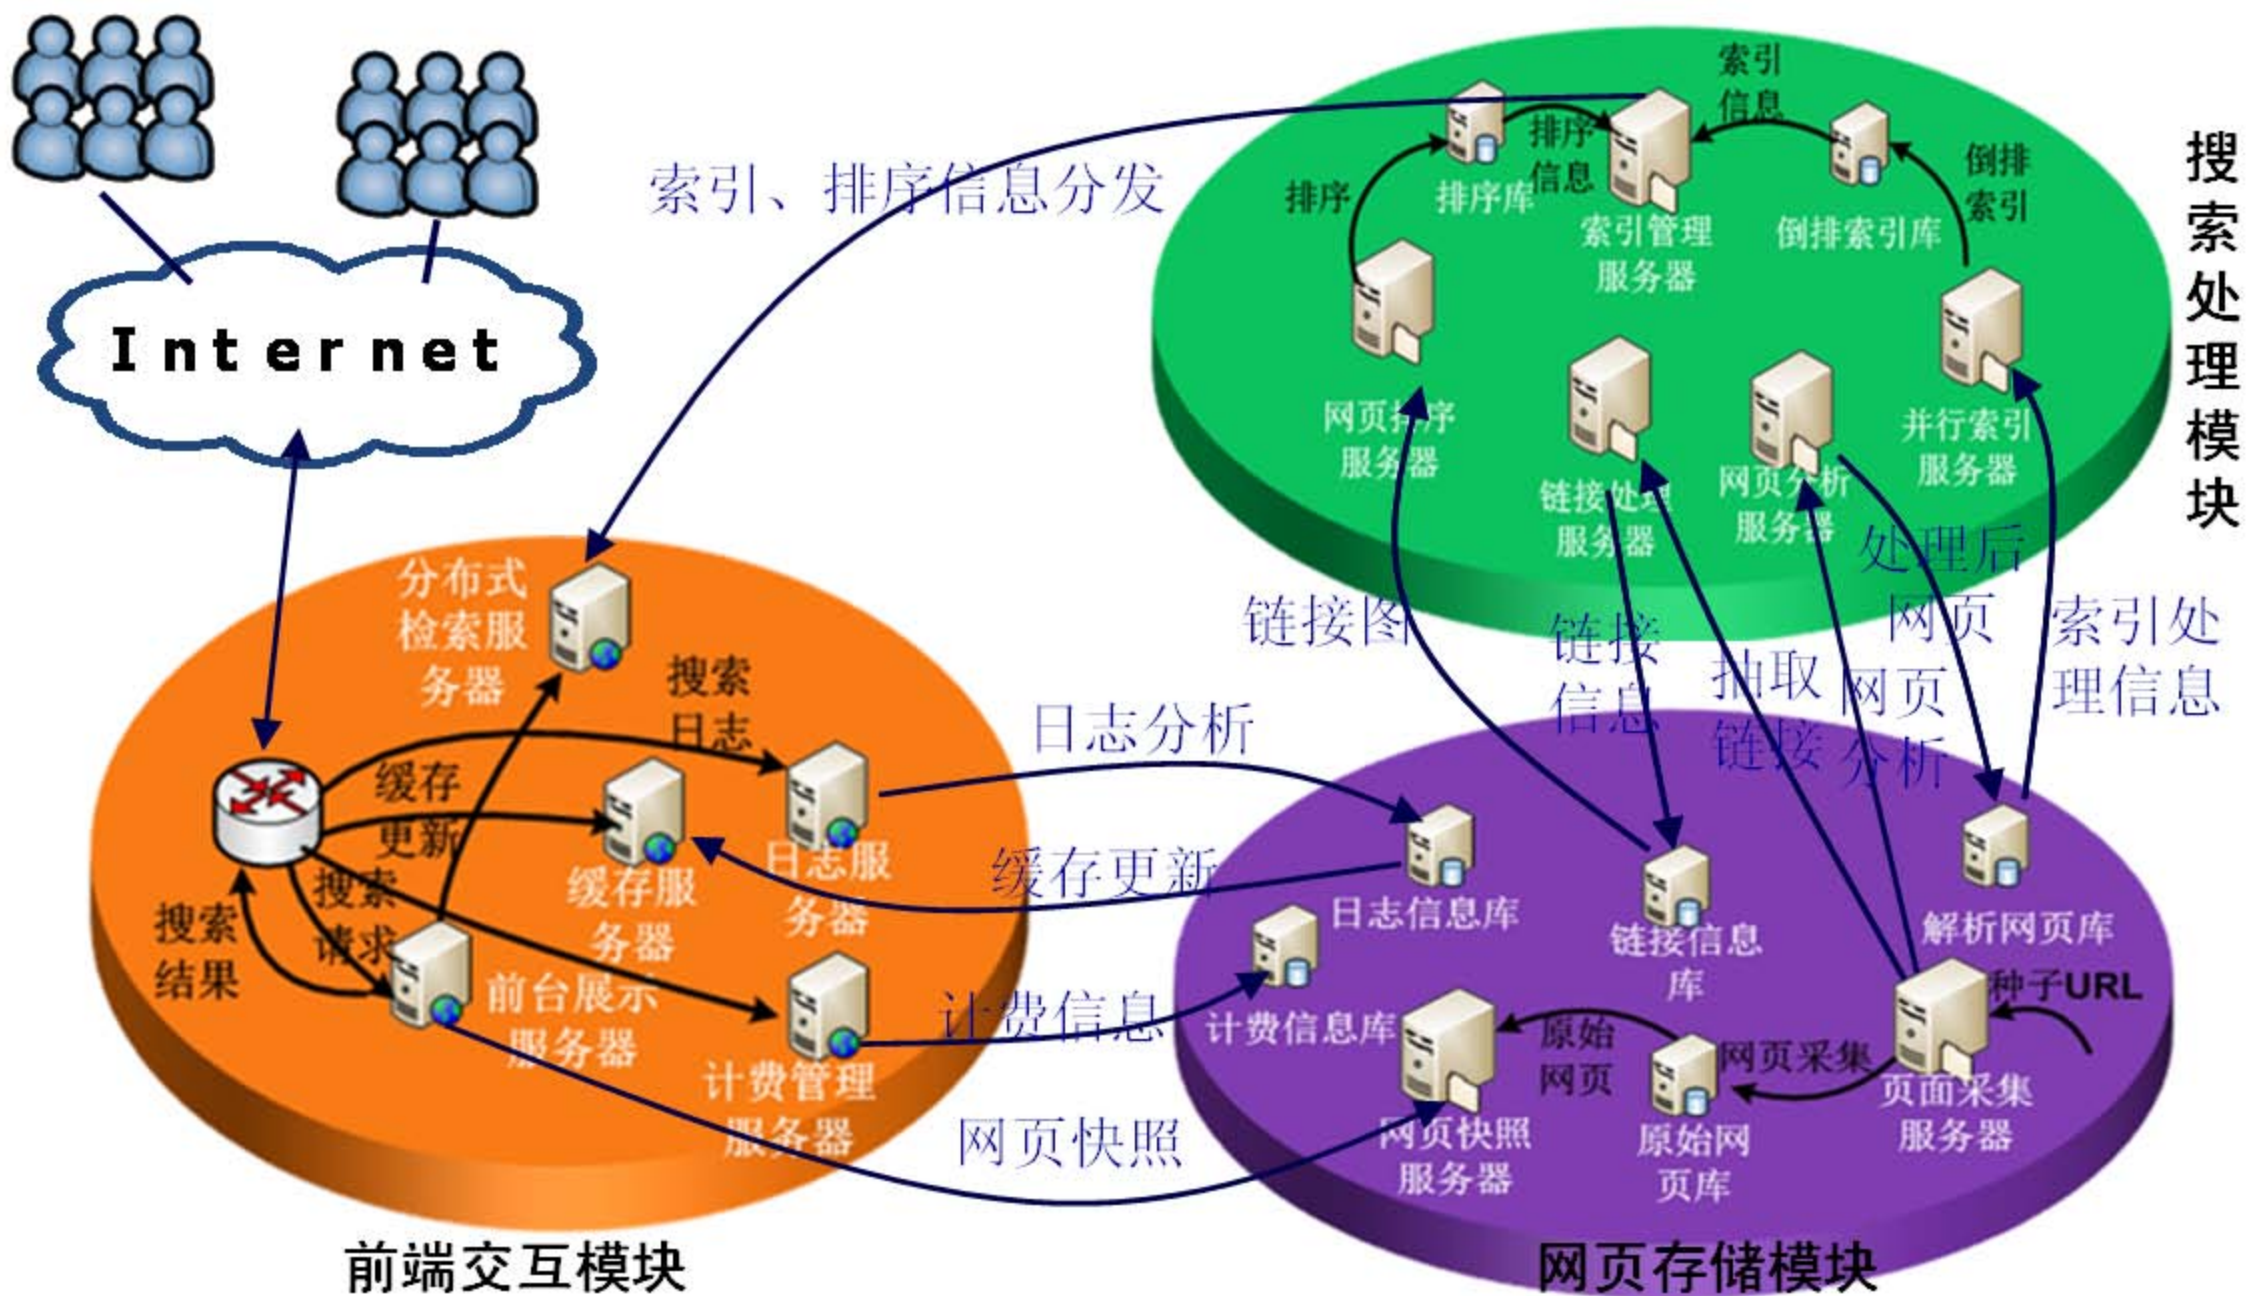 Internet
索引、排序信息分发
索引
信息
排序
信息
排序
排序库
索引管理
服务器
倒排索引库
倒排
索引
网页排序
服务器
链接处理
服务器
网页分析
服务器
并行索引
服务器
搜索处理模块
链接图
链接
信息
抽取
链接
网页
分析
处理后
网页
索引处
理信息
分布式
检索服
务器
搜索
日志
缓存
更新
搜索
请求
搜索
结果
缓存服
务器
日志服
务器
前台展示
服务器
计费管理
服务器
前端交互模块
日志分析
缓存更新
计费信息
网页快照
日志信息库
计费信息库
链接信息
库
解析网页库
种子URL
原始
网页
网页采集
网页快照
服务器
原始网
页库
页面采集
服务器
网页存储模块